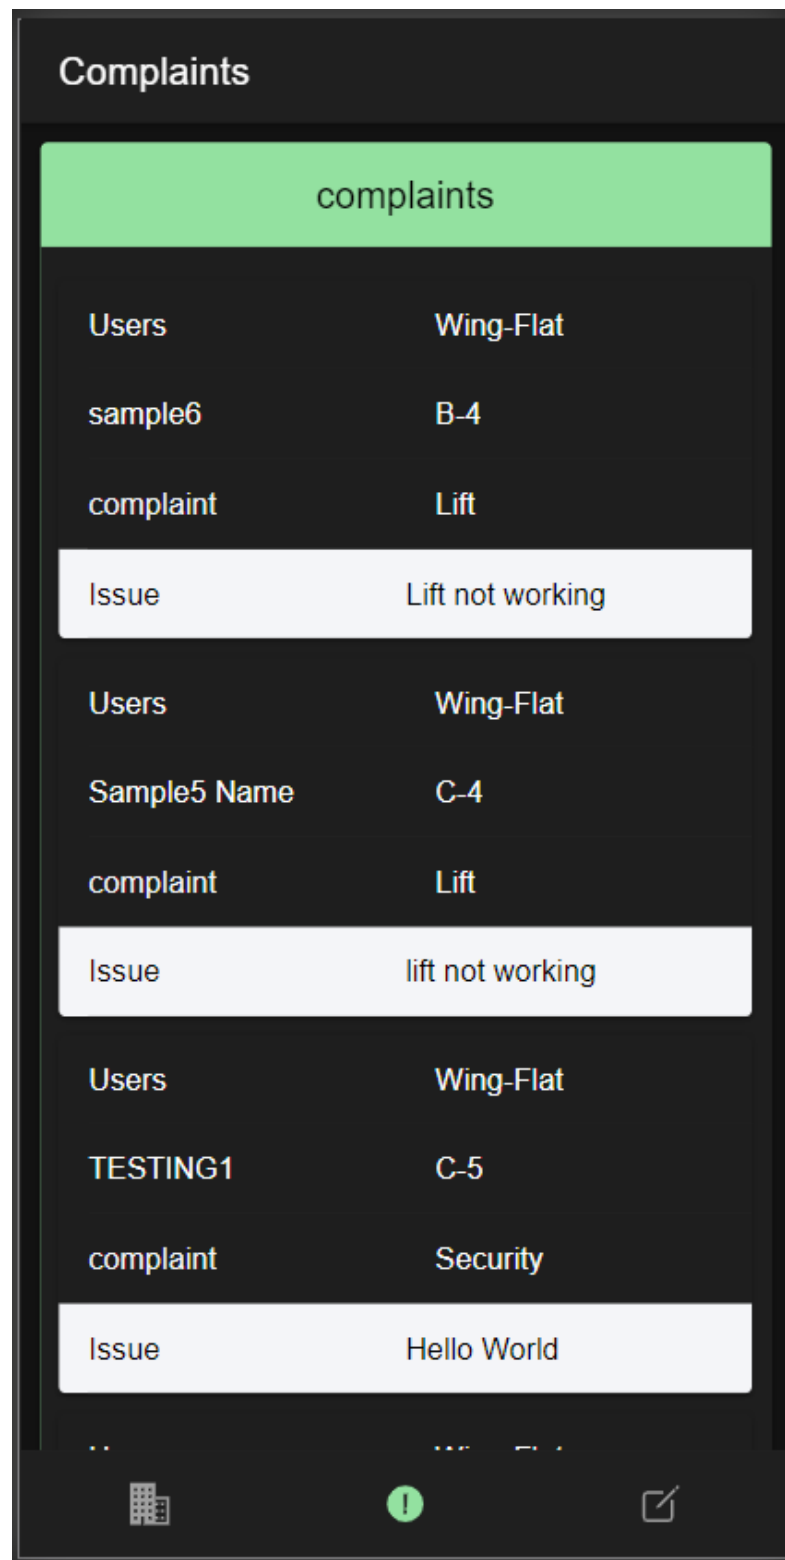 Complaints
complaints
Users Wing-Flat
sample6 B-4
complaint Lift
Issue Lift not working
Users Wing-Flat
Sample5 Name C-4
complaint Lift
Issue lift not working
Users Wing-Flat
TESTING1 C-5
complaint Security
Issue Hello World